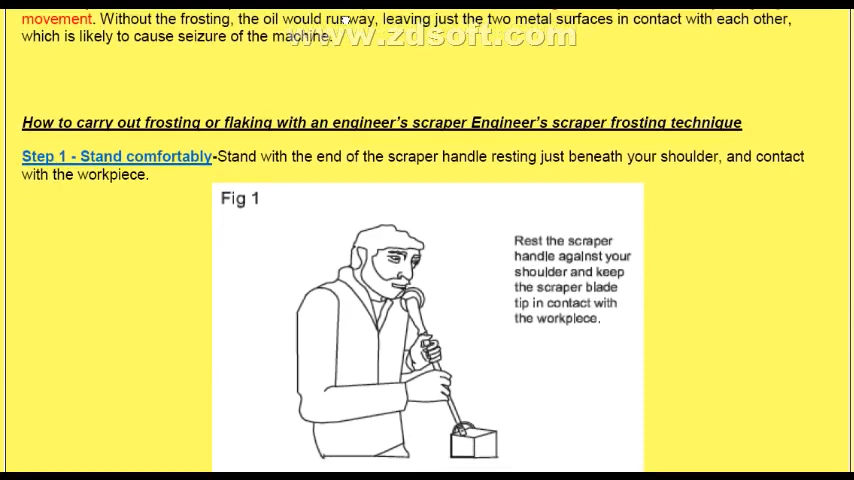 movement. Without the frosting, the oil would runway, leaving just the two metal surfaces in contact with each other,
which is likely to cause seizure of the machine.
www.zdsoft.com
How to carry out frosting or flaking with an engineer's scraper Engineer's scraper frosting technique
Step 1 - Stand comfortably-Stand with the end of the scraper handle resting just beneath your shoulder, and contact
with the workpiece.
Fig 1
Rest the scraper
handle against your
shoulder and keep
the scraper blade
tip in contact with
the workpiece.